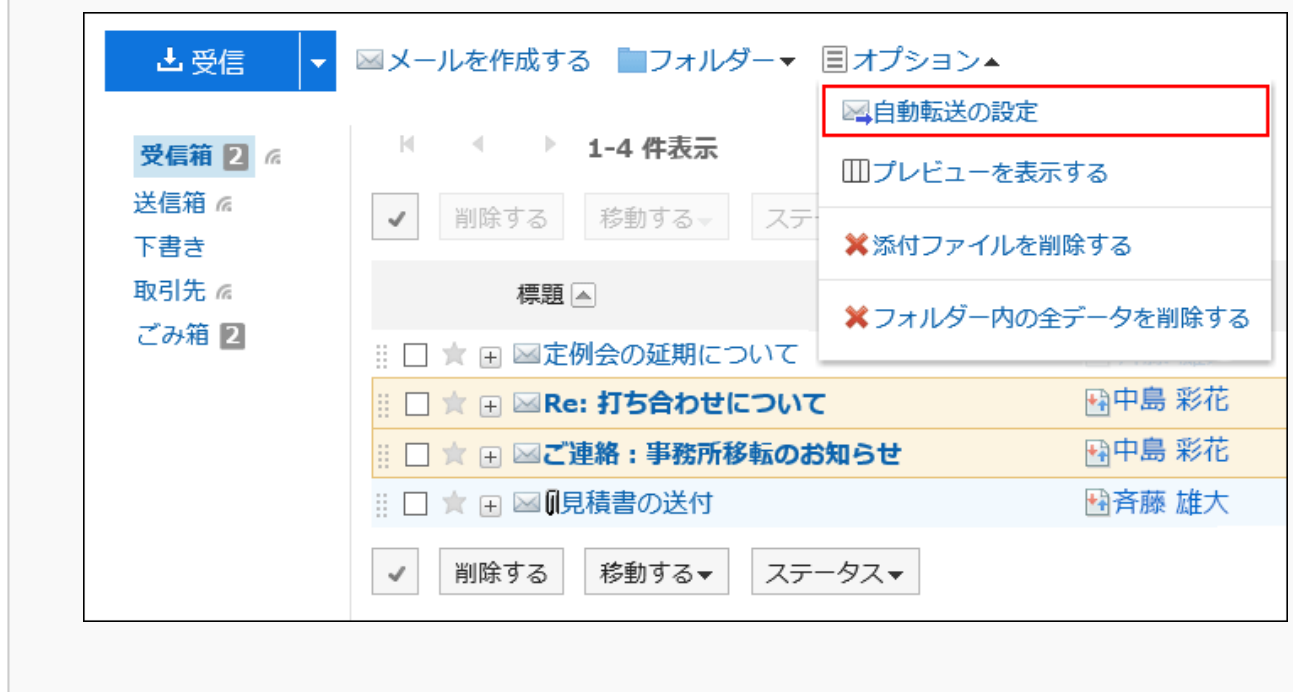 受信 メールを作成する フォルダー オプション
自動転送の設定
プレビューを表示する
添付ファイルを削除する
フォルダー内の全データを削除する
受信箱 2
送信箱
下書き
取引先
ごみ箱 2
1-4 件表示
削除する 移動する ステー
標題
定例会の延期について
Re: 打ち合わせについて 中島 彩花
ご連絡：事務所移転のお知らせ 中島 彩花
見積書の送付 斉藤 雄大
削除する 移動する ステータス